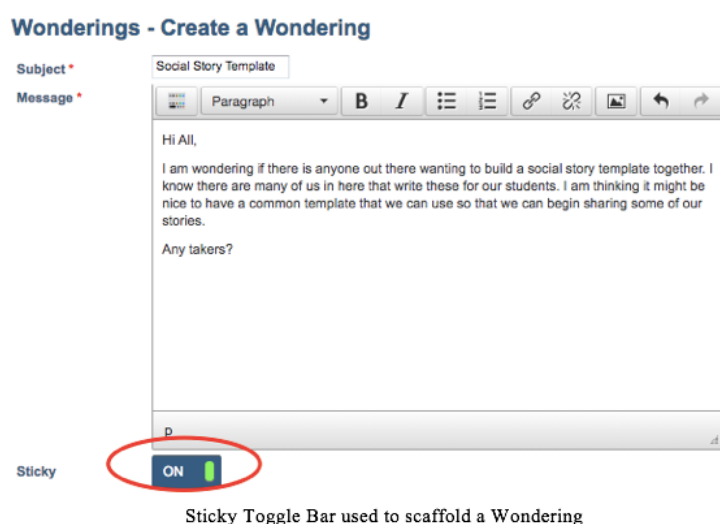 Wonderings - Create a Wondering
Subject *
Social Story Template
Message *
Paragraph
B I
Hi All,
I am wondering if there is anyone out there wanting to build a social story template together. I
know there are many of us in here that write these for our students. I am thinking it might be
nice to have a common template that we can use so that we can begin sharing some of our
stories.
Any takers?
p
Sticky
ON
Sticky Toggle Bar used to scaffold a Wondering